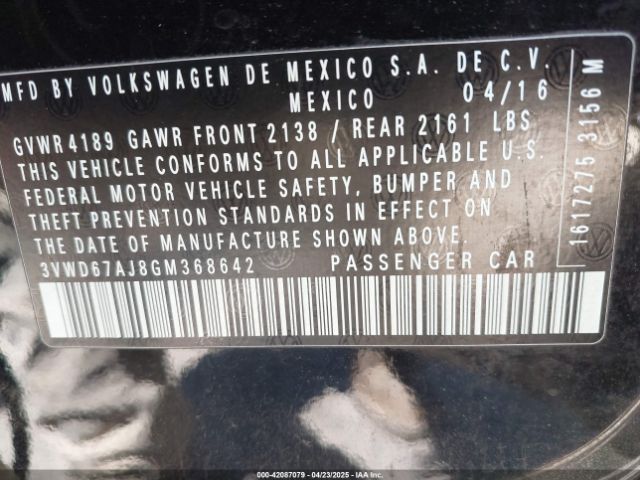 MFD BY VOLKSWAGEN DE MEXICO S.A. DE C.V.
MEXICO 04/16
GVWR 4189 GAWR FRONT 2138 / REAR 2161 LBS
THIS VEHICLE CONFORMS TO ALL APPLICABLE U.S.
FEDERAL MOTOR VEHICLE SAFETY, BUMPER AND
THEFT PREVENTION STANDARDS IN EFFECT ON
THE DATE OF MANUFACTURE SHOWN ABOVE.
3VWD67AJ8GM368642 PASSENGER CAR
1617275 3156 M
000-42087079 - 04/23/2025 - IAAI.COM